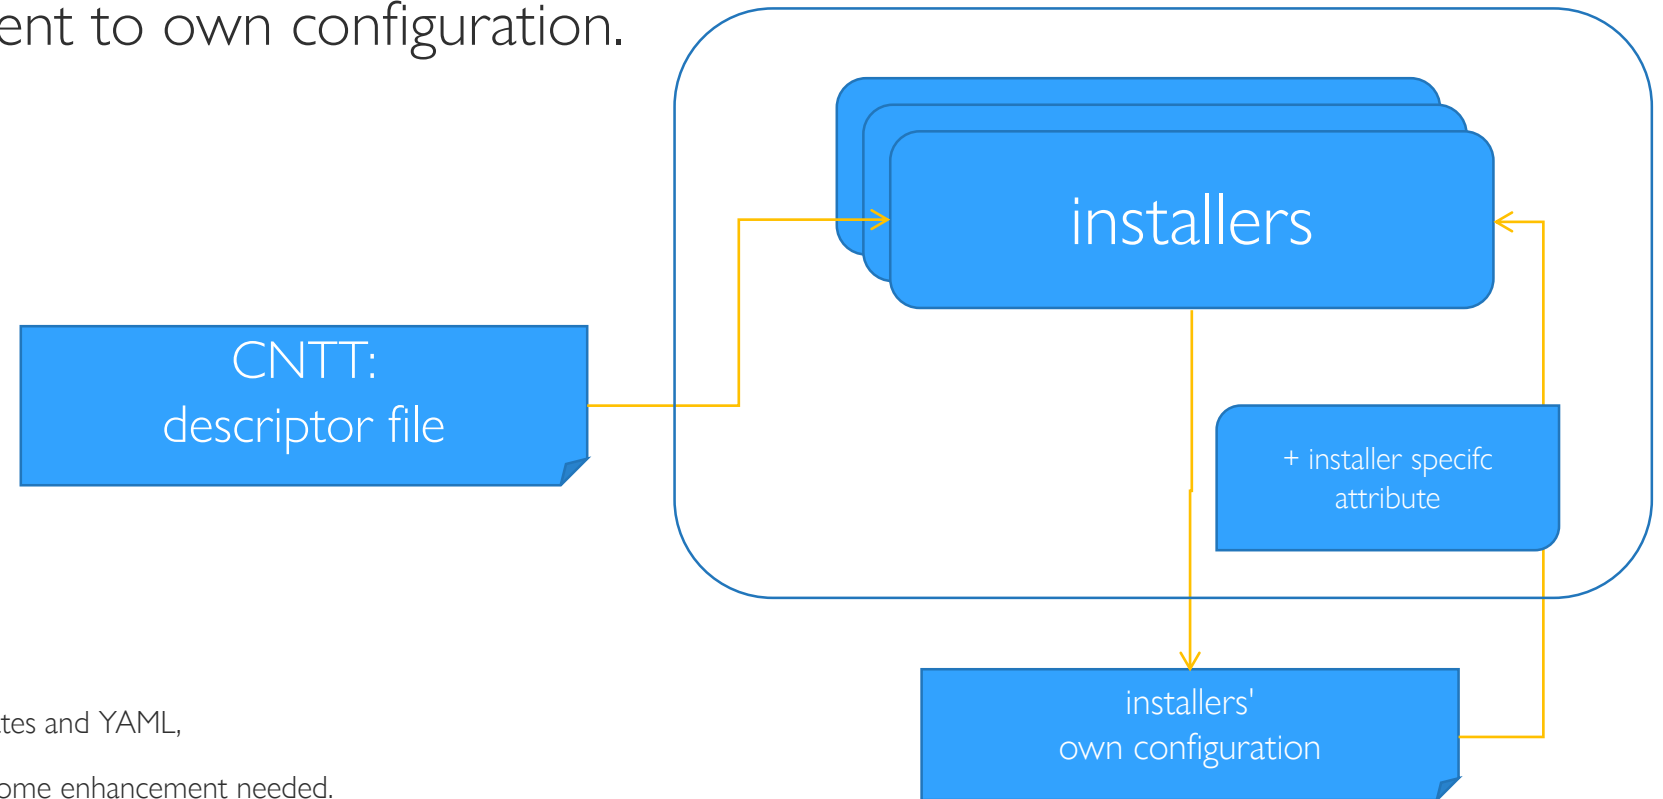 ent to own configuration.
installers
CNTT:
descriptor file
+ installer specifc
attribute
installers'
own configuration
tes and YAML,
ome enhancement needed.